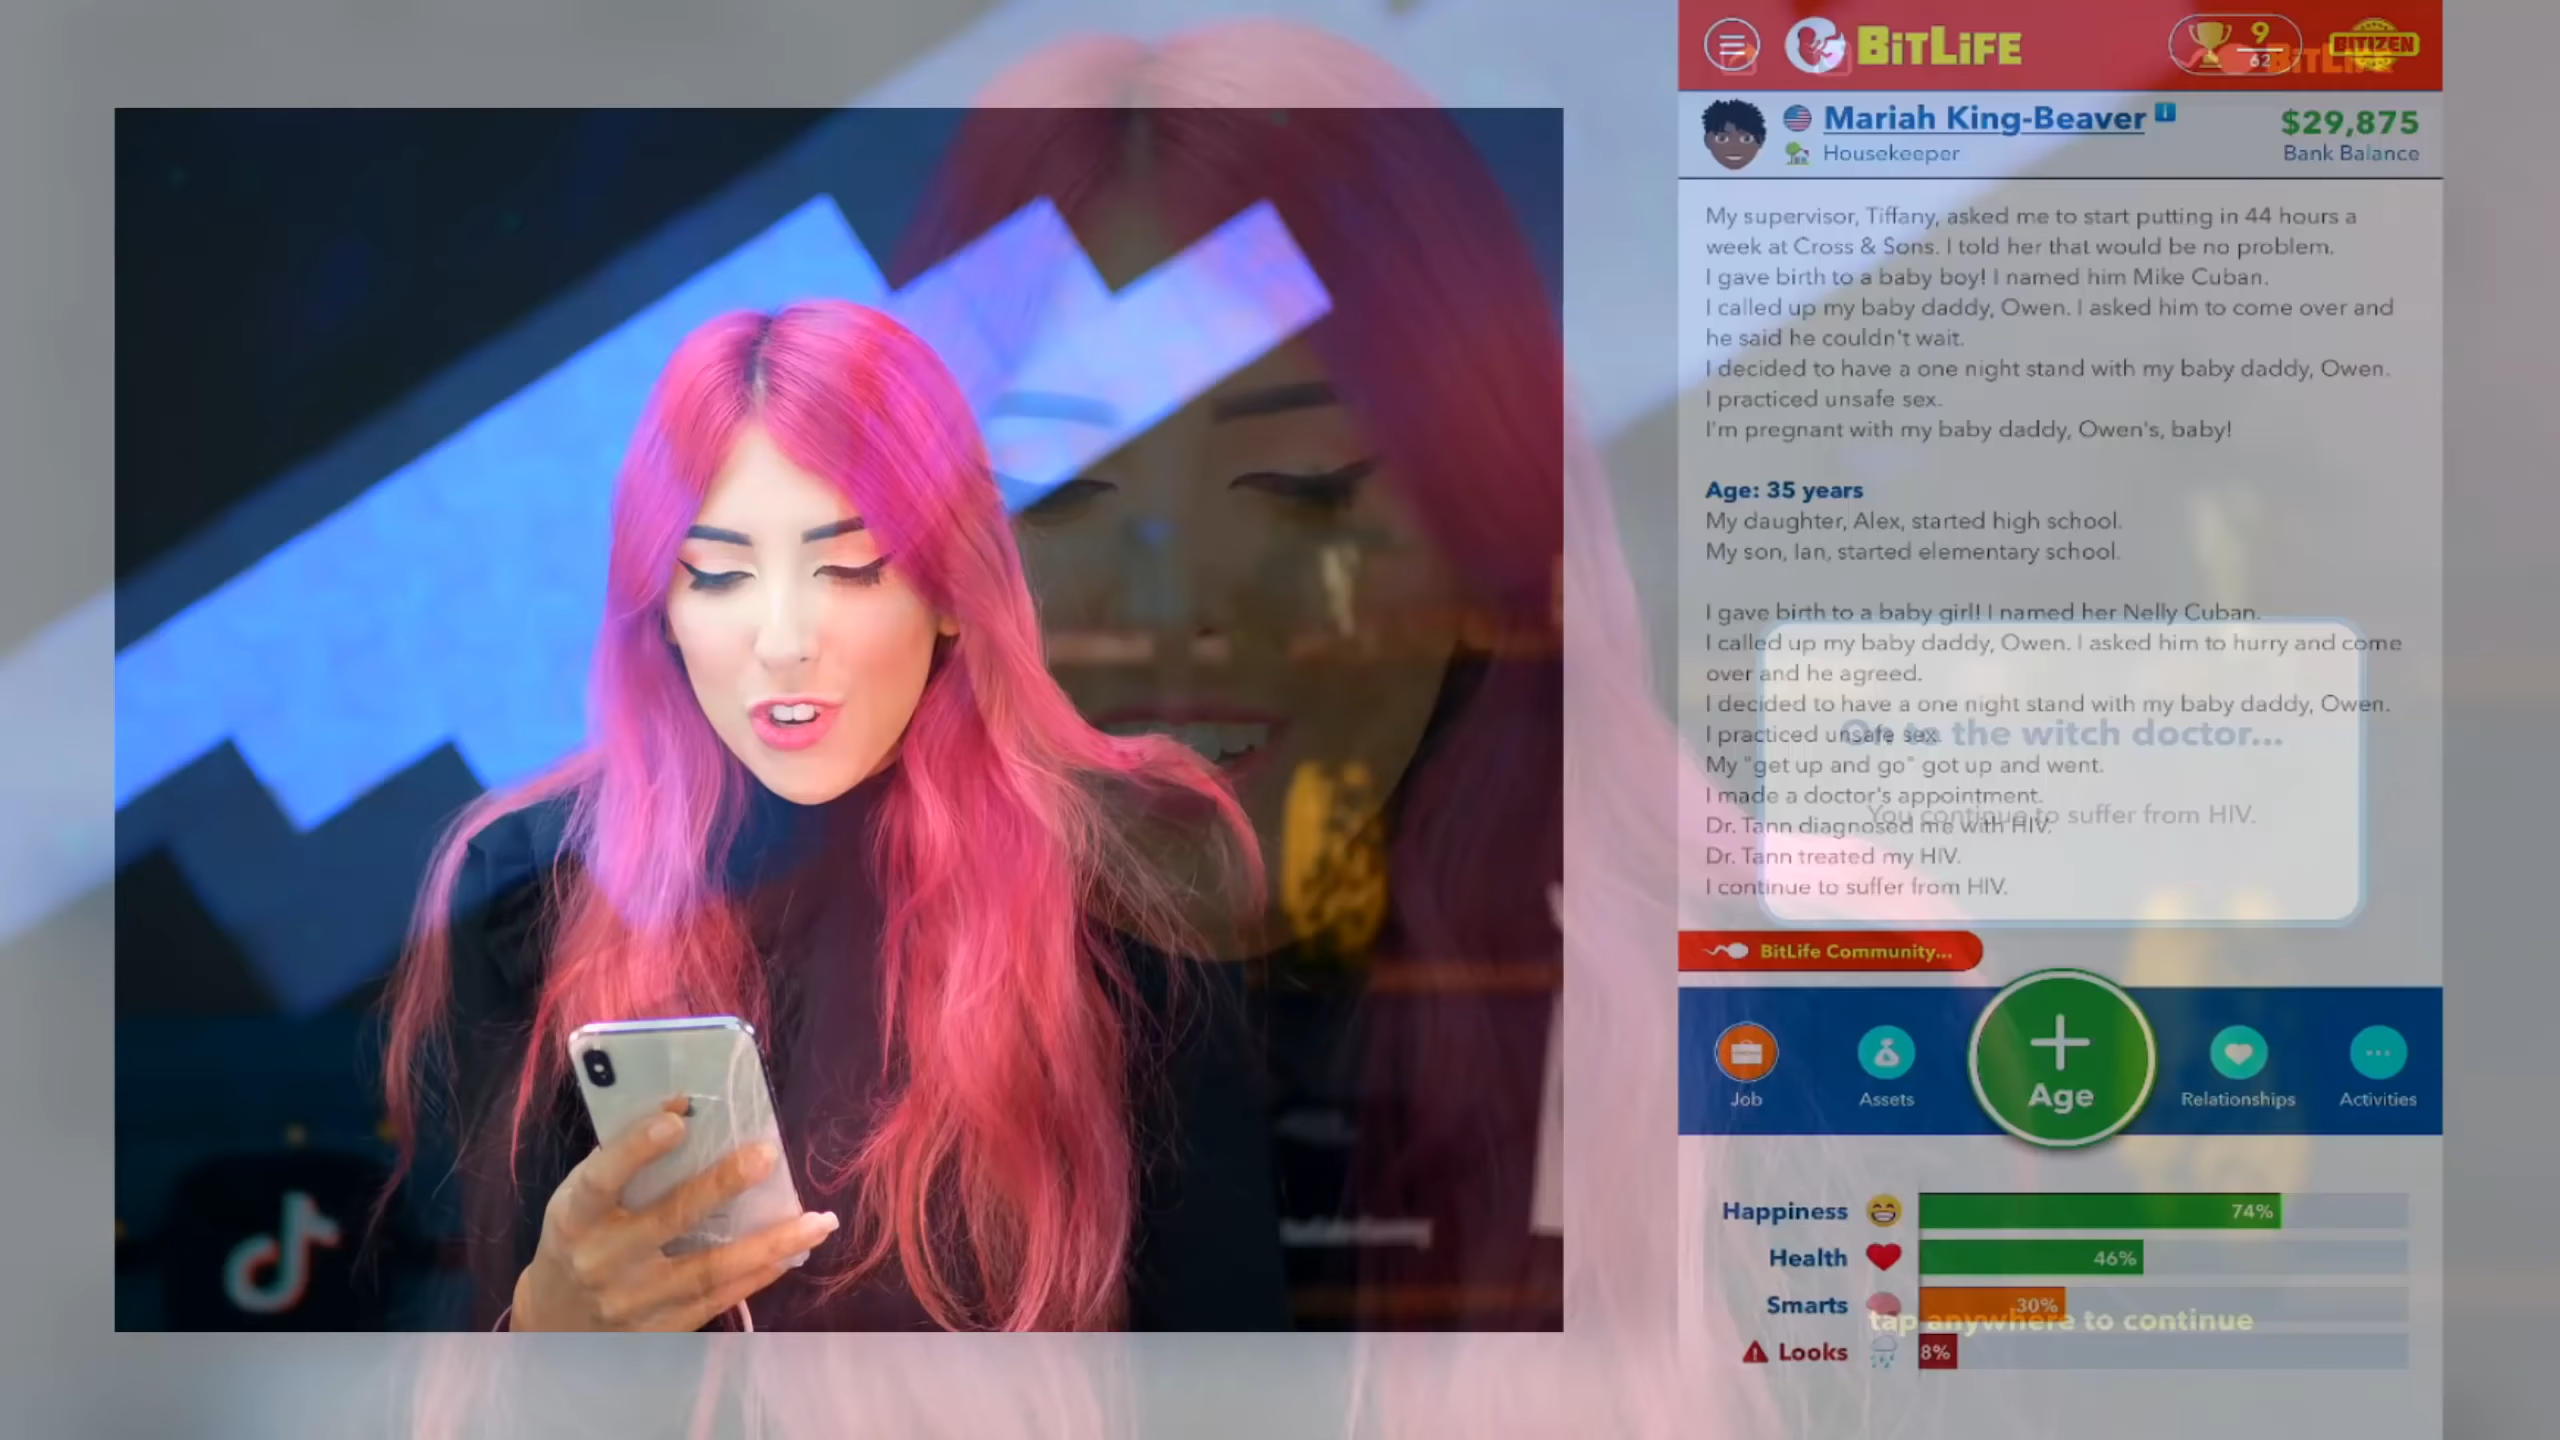 BitLife
9
62
BITIZEN
Mariah King-Beaver
$29,875
Housekeeper
Bank Balance
My supervisor, Tiffany, asked me to start putting in 44 hours a
week at Cross & Sons. I told her that would be no problem.
I gave birth to a baby boy! I named him Mike Cuban.
I called up my baby daddy, Owen. I asked him to come over and
he said he couldn't wait.
I decided to have a one night stand with my baby daddy, Owen.
I practiced unsafe sex.
I'm pregnant with my baby daddy, Owen's, baby!
Age: 35 years
My daughter, Alex, started high school.
My son, Ian, started elementary school.
I gave birth to a baby girl! I named her Nelly Cuban.
I called up my baby daddy, Owen. I asked him to hurry and come
over and he agreed.
I decided to have a one night stand with my baby daddy, Owen.
I practiced unsafe sex.
the witch doctor...
My "get up and go" got up and went.
I made a doctor's appointment.
You continue to suffer from HIV.
Dr. Tann diagnosed me with HIV.
Dr. Tann treated my HIV.
I continue to suffer from HIV.
BitLife Community...
Job
Assets
Age
Relationships
Activities
Happiness
74%
Health
46%
Smarts
30%
tap anywhere to continue
Looks
8%